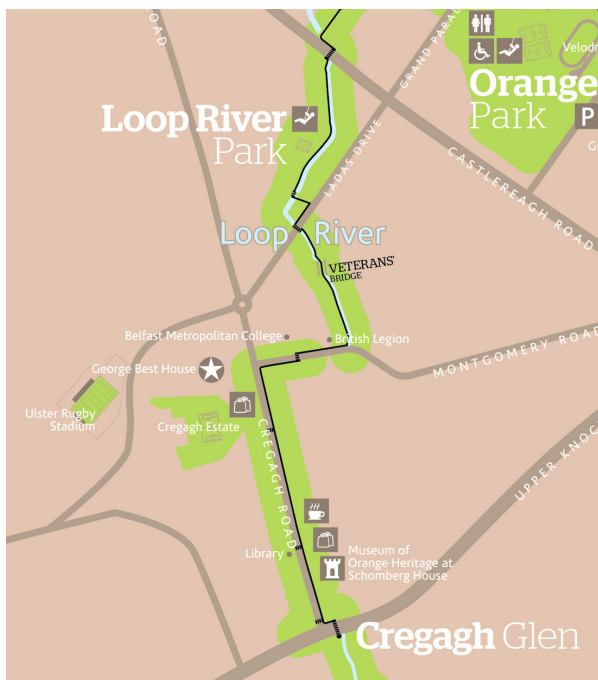 GRAND PARAD
Velodr
Orange
Park
P
Gr
Loop River
Park
LADAS DRIVE
CASTLEREAGH ROAD
Loop River
VETERANS'
BRIDGE
Belfast Metropolitan College
British Legion
MONTGOMERY ROAD
George Best House
Ulster Rugby
Stadium
Cregagh Estate
CREGAGH ROAD
UPPER KNOC
Library
Museum of
Orange Heritage at
Schomberg House
Cregagh Glen
ROAD